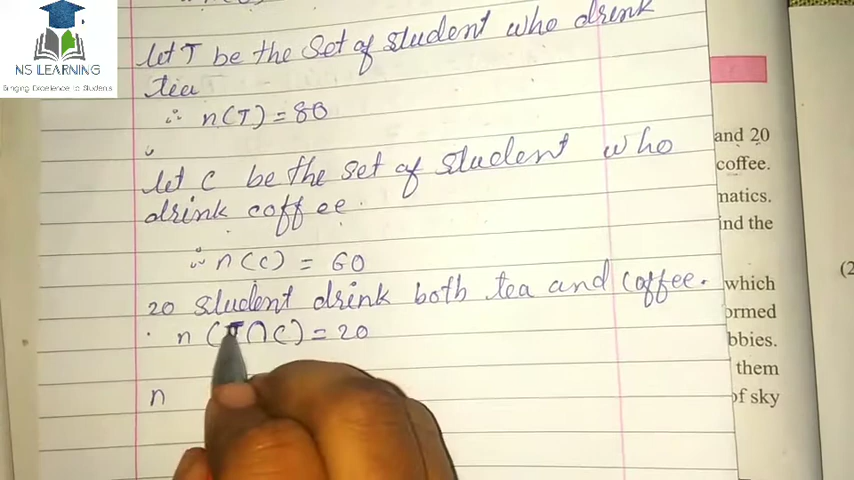 NS LEARNING
Bringing Excellence to Students
let T be the Set of student who drink
tea
∴ n(T) = 80
let C be the set of student who
drink coffee.
∴ n(C) = 60
20 student drink both tea and coffee.
n (T∩C) = 20
n
and 20
coffee.
matics.
ind the
which
ormed
bbies.
them
of sky
(2